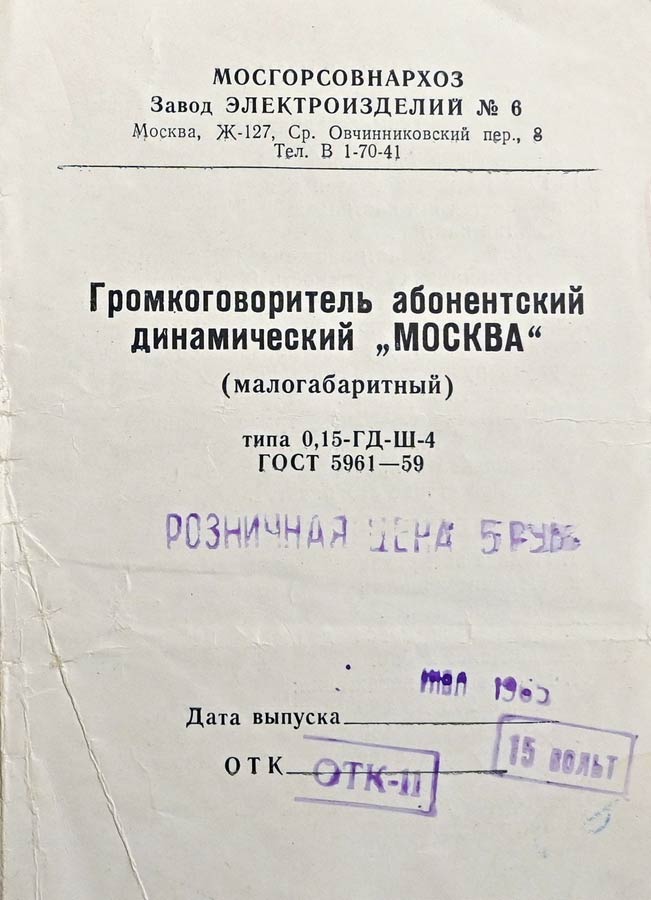 МОСГОРСОВНАРХОЗ
Завод ЭЛЕКТРОИЗДЕЛИЙ № 6
Москва, Ж-127, Ср. Овчинниковский пер., 8
Тел. В 1-70-41
Громкоговоритель абонентский
динамический „МОСКВА“
(малогабаритный)
типа 0,15-ГД-Ш-4
ГОСТ 5961—59
РОЗНИЧНАЯ ЦЕНА 5 РУБ
Дата выпуска
15 ВОЛЬТ
ОТК ОТК-11